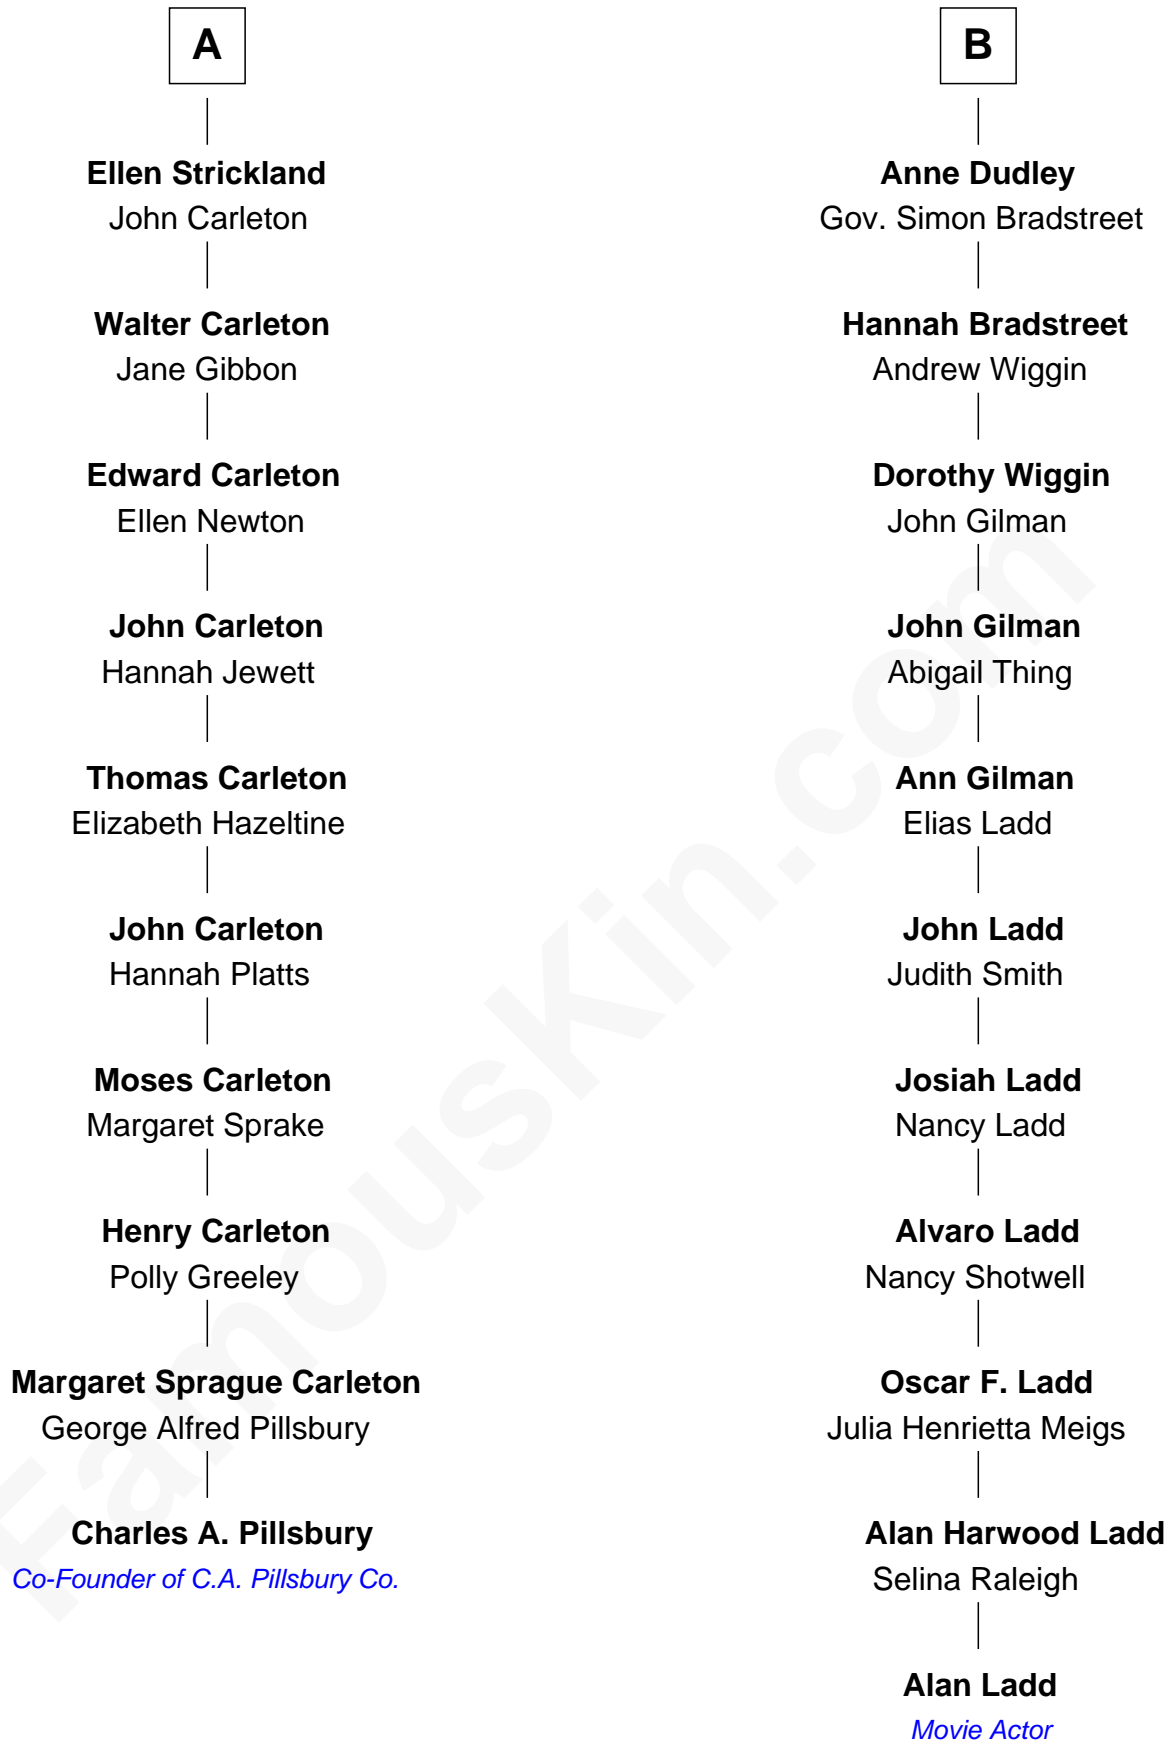 A
Ellen Strickland
John Carleton
Walter Carleton
Jane Gibbon
Edward Carleton
Ellen Newton
John Carleton
Hannah Jewett
Thomas Carleton
Elizabeth Hazeltine
John Carleton
Hannah Platts
Moses Carleton
Margaret Sprake
Henry Carleton
Polly Greeley
Margaret Sprague Carleton
George Alfred Pillsbury
Charles A. Pillsbury
Co-Founder of C.A. Pillsbury Co.
B
Anne Dudley
Gov. Simon Bradstreet
Hannah Bradstreet
Andrew Wiggin
Dorothy Wiggin
John Gilman
John Gilman
Abigail Thing
Ann Gilman
Elias Ladd
John Ladd
Judith Smith
Josiah Ladd
Nancy Ladd
Alvaro Ladd
Nancy Shotwell
Oscar F. Ladd
Julia Henrietta Meigs
Alan Harwood Ladd
Selina Raleigh
Alan Ladd
Movie Actor
FamousKin.com